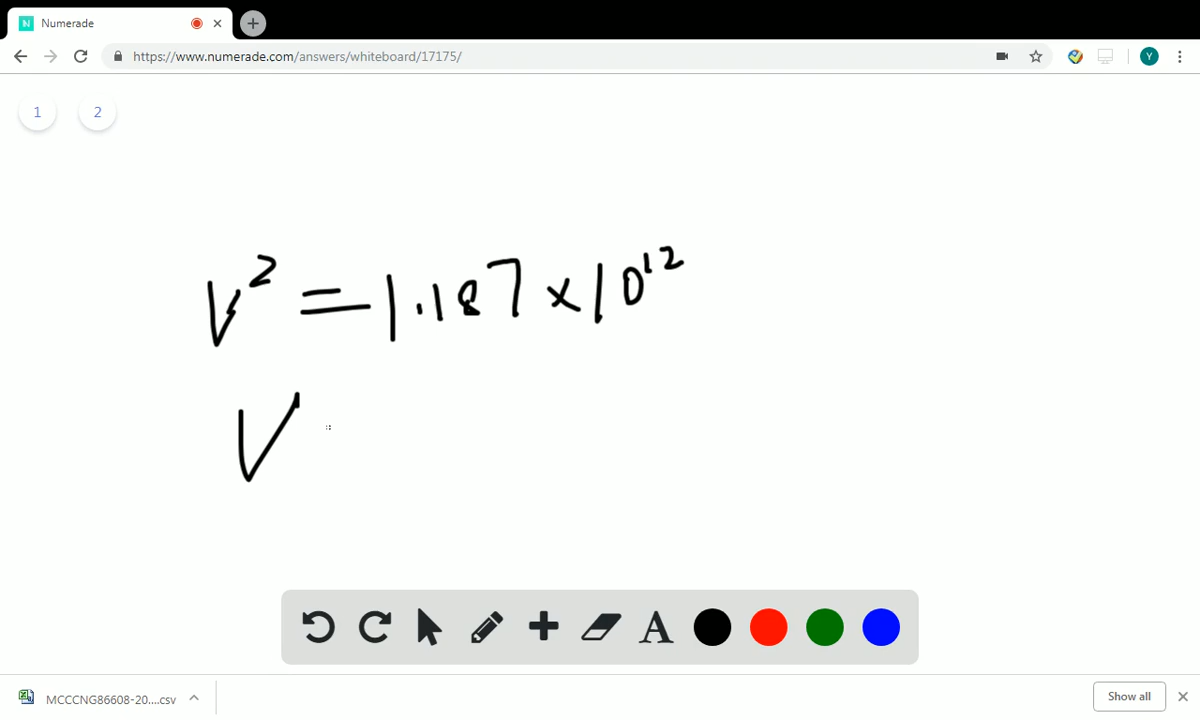 Numerade
https://www.numerade.com/answers/whiteboard/17175/
Y
1 2
V² = 1.187 × 10¹²
V
A
MCCCNG86608-20....csv
Show all